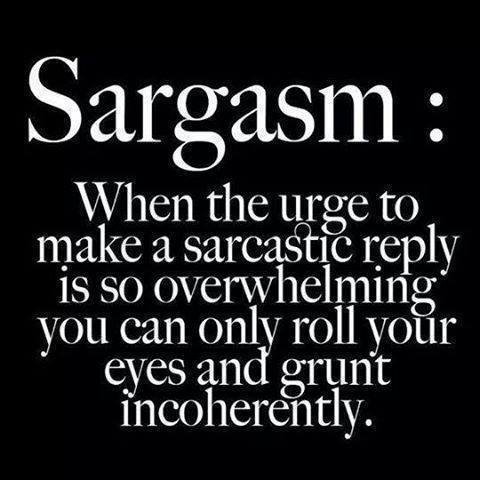 Sargasm :
When the urge to
make a sarcastic reply
is so overwhelming
you can only roll your
eyes and grunt
incoherently.